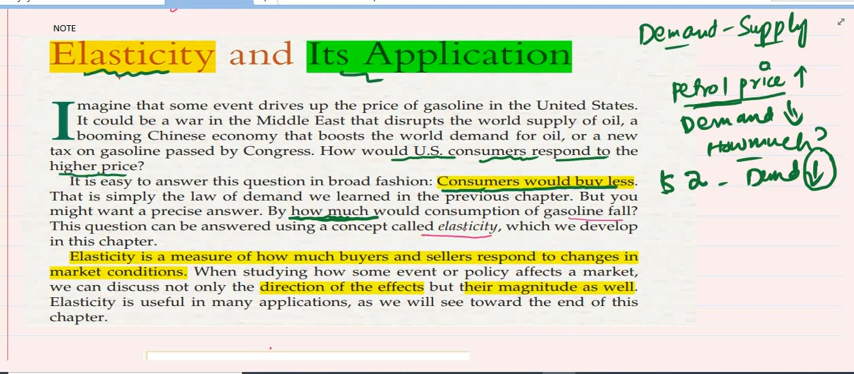 NOTE
Elasticity and Its Application
Demand - Supply
Petrol price ↑
Demand ↓
How much?
Demd ↓
Imagine that some event drives up the price of gasoline in the United States.
It could be a war in the Middle East that disrupts the world supply of oil, a
booming Chinese economy that boosts the world demand for oil, or a new
tax on gasoline passed by Congress. How would U.S. consumers respond to the
higher price?
It is easy to answer this question in broad fashion: Consumers would buy less.
That is simply the law of demand we learned in the previous chapter. But you
might want a precise answer. By how much would consumption of gasoline fall?
This question can be answered using a concept called elasticity, which we develop
in this chapter.
Elasticity is a measure of how much buyers and sellers respond to changes in
market conditions. When studying how some event or policy affects a market,
we can discuss not only the direction of the effects but their magnitude as well.
Elasticity is useful in many applications, as we will see toward the end of this
chapter.